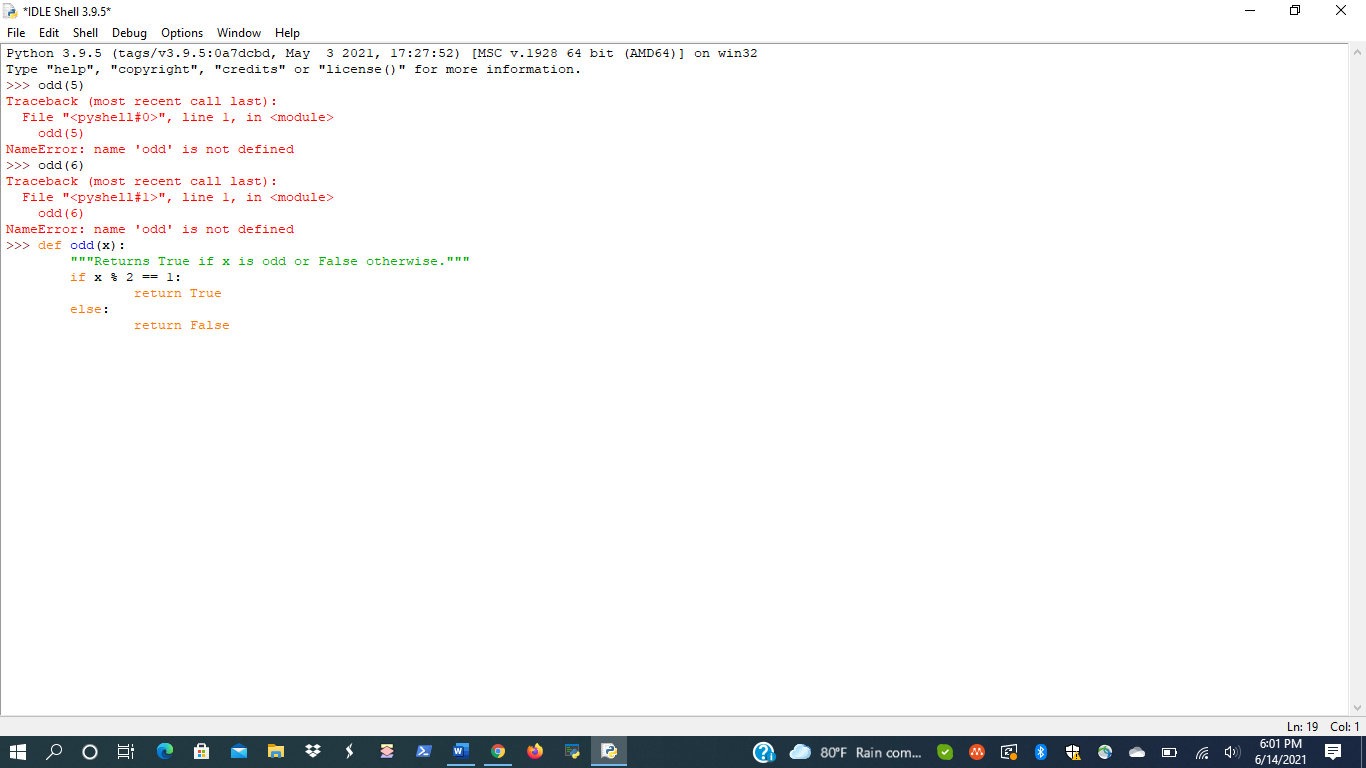 *IDLE Shell 3.9.5*
File Edit Shell Debug Options Window Help
Python 3.9.5 (tags/v3.9.5:0a7dcbd, May  3 2021, 17:27:52) [MSC v.1928 64 bit (AMD64)] on win32
Type "help", "copyright", "credits" or "license()" for more information.
>>> odd(5)
Traceback (most recent call last):
  File "<pyshell#0>", line 1, in <module>
    odd(5)
NameError: name 'odd' is not defined
>>> odd(6)
Traceback (most recent call last):
  File "<pyshell#1>", line 1, in <module>
    odd(6)
NameError: name 'odd' is not defined
>>> def odd(x):
        """Returns True if x is odd or False otherwise."""
        if x % 2 == 1:
                return True
        else:
                return False
Ln: 19 Col: 1
80°F Rain com...
6:01 PM
6/14/2021